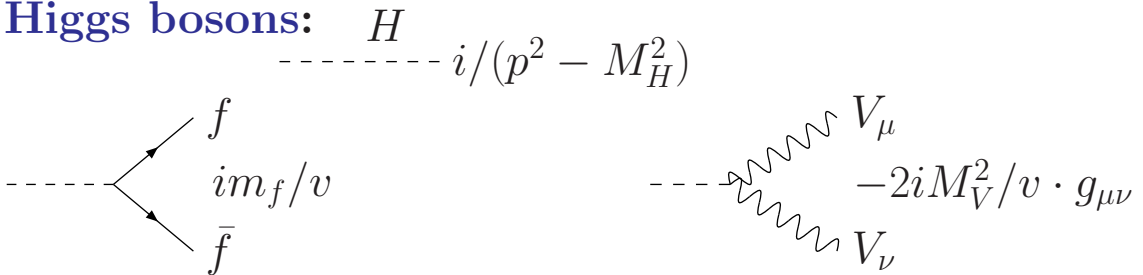 Higgs bosons:
H
i/(p² − M_H²)
f
V_μ
im_f/v
−2iM_V²/v · g_μν
f̄
V_ν